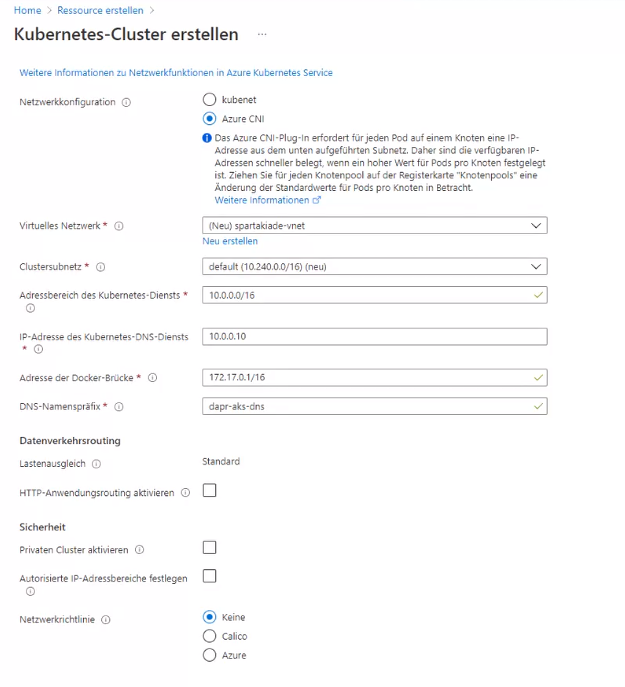 Home > Ressource erstellen >
Kubernetes-Cluster erstellen ...
Weitere Informationen zu Netzwerkfunktionen in Azure Kubernetes Service
Netzwerkkonfiguration
kubenet
Azure CNI
Das Azure CNI-Plug-In erfordert für jeden Pod auf einem Knoten eine IP-
Adresse aus dem unten aufgeführten Subnetz. Daher sind die verfügbaren IP-
Adressen schneller belegt, wenn ein hoher Wert für Pods pro Knoten festgelegt
ist. Ziehen Sie für jeden Knotenpool auf der Registerkarte "Knotenpools" eine
Änderung der Standardwerte für Pods pro Knoten in Betracht.
Weitere Informationen
Virtuelles Netzwerk * (Neu) spartakiade-vnet
Neu erstellen
Clustersubnetz * default (10.240.0.0/16) (neu)
Adressbereich des Kubernetes-Diensts * 10.0.0.0/16
IP-Adresse des Kubernetes-DNS-Diensts 10.0.0.10
*
Adresse der Docker-Brücke * 172.17.0.1/16
DNS-Namenspräfix * dapr-aks-dns
Datenverkehrsrouting
Lastenausgleich Standard
HTTP-Anwendungsrouting aktivieren
Sicherheit
Privaten Cluster aktivieren
Autorisierte IP-Adressbereiche festlegen
Netzwerkrichtlinie
Keine
Calico
Azure